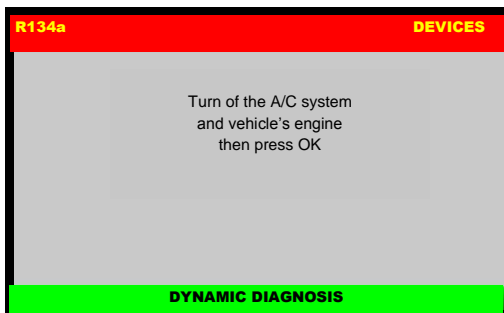 R134a DEVICES
Turn of the A/C system
and vehicle's engine
then press OK
DYNAMIC DIAGNOSIS